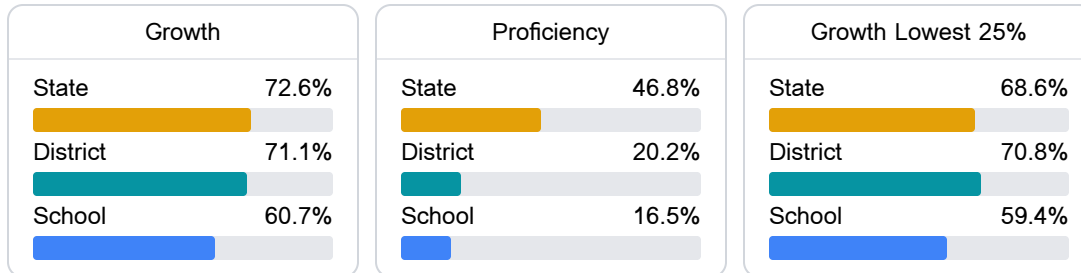 Growth
State 72.6%
District 71.1%
School 60.7%
Proficiency
State 46.8%
District 20.2%
School 16.5%
Growth Lowest 25%
State 68.6%
District 70.8%
School 59.4%